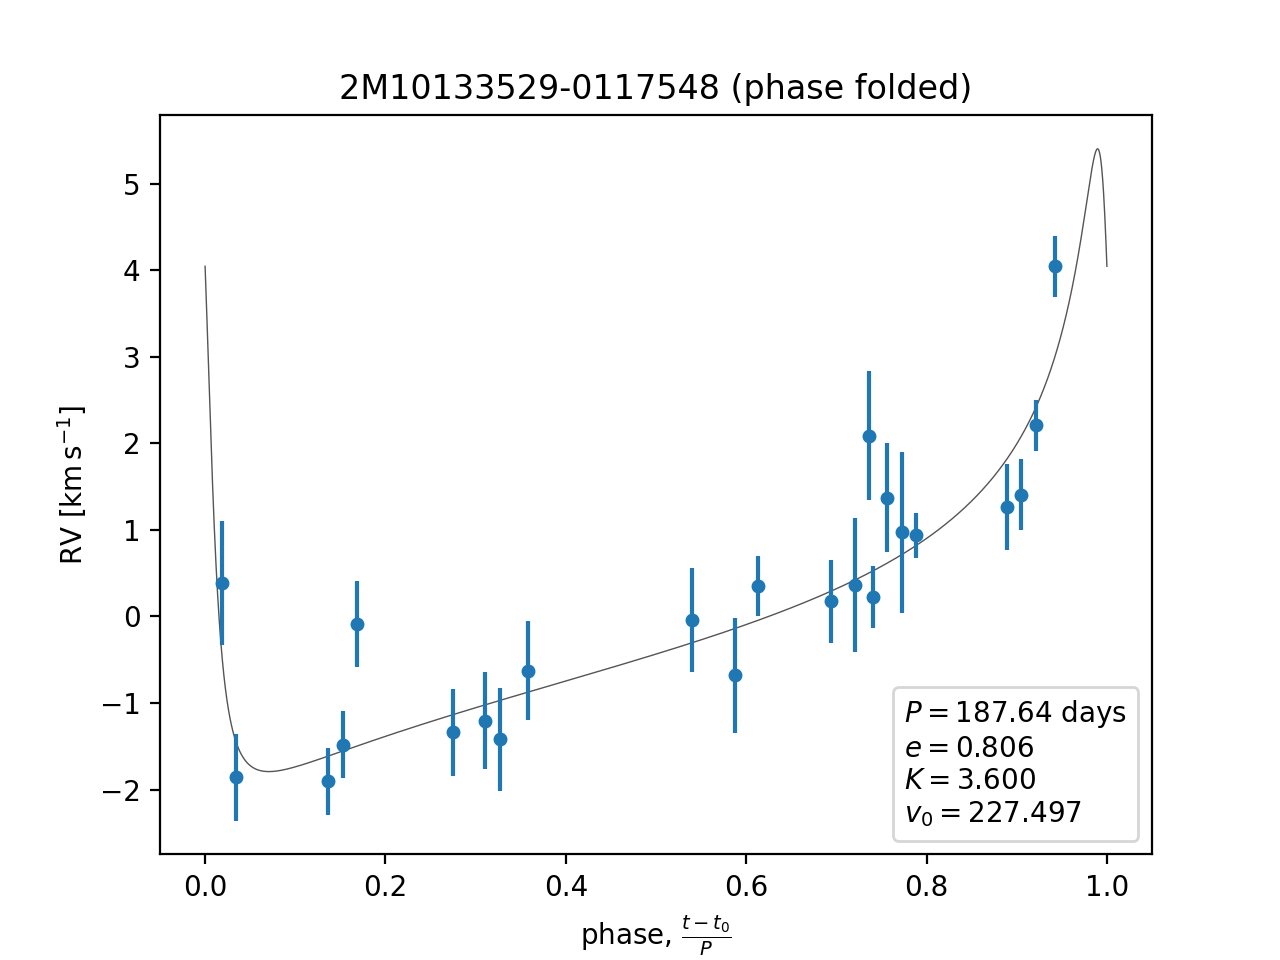 2M10133529-0117548 (phase folded)
RV [km s⁻¹]
5
4
3
2
1
0
−1
−2
P = 187.64 days
e = 0.806
K = 3.600
v₀ = 227.497
0.0 0.2 0.4 0.6 0.8 1.0
phase, (t − t₀)/P